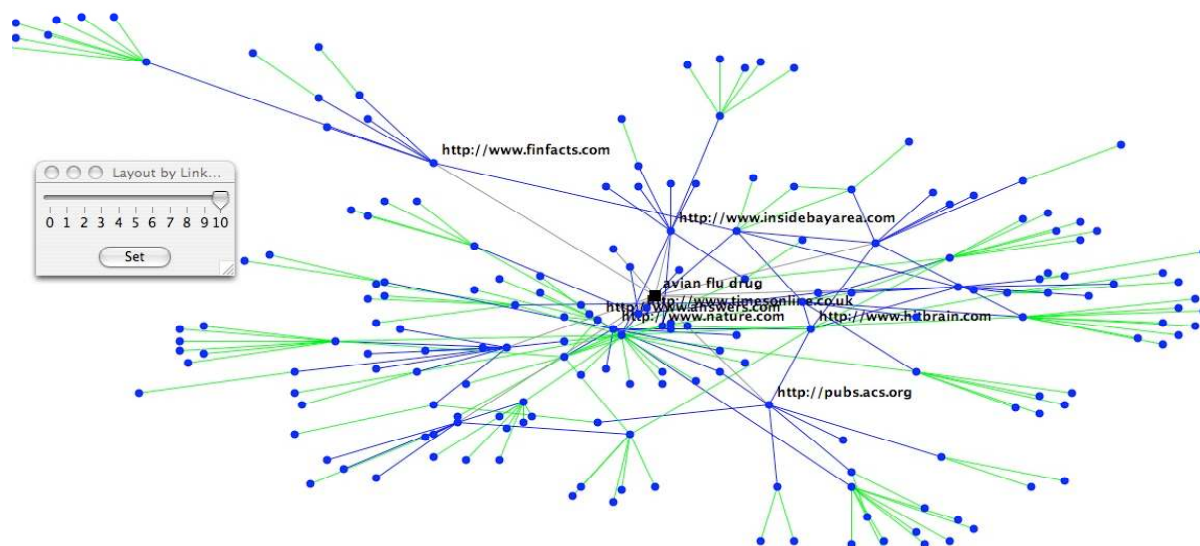 http://www.finfacts.com
Layout by Link...
0 1 2 3 4 5 6 7 8 9 10
Set
http://www.insidebayarea.com
avian flu drug
http://www.timesonline.co.uk
http://www.answers.com
http://www.nature.com
http://www.hitbrain.com
http://pubs.acs.org